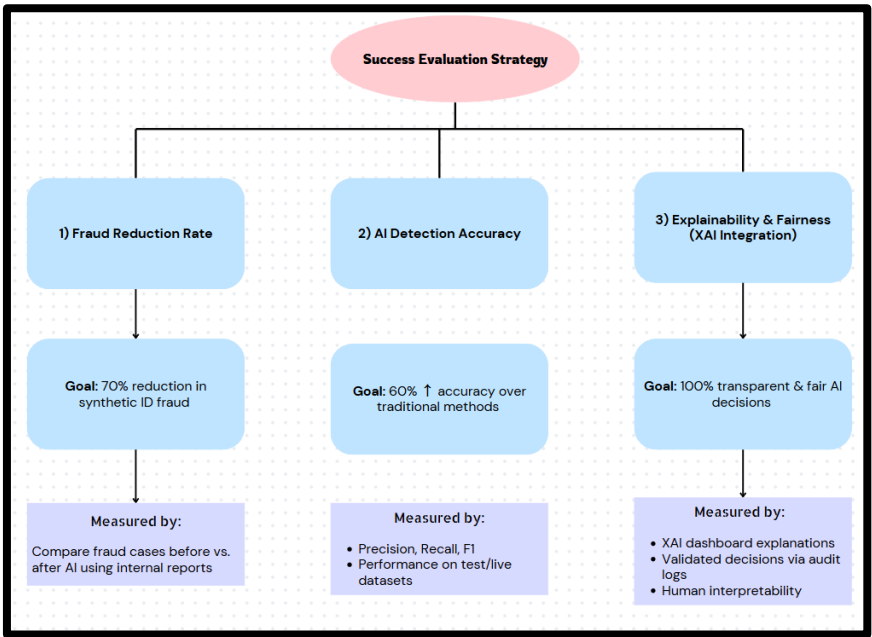 Success Evaluation Strategy
1) Fraud Reduction Rate
2) AI Detection Accuracy
3) Explainability & Fairness
(XAI Integration)
Goal: 70% reduction in
synthetic ID fraud
Goal: 60% ↑ accuracy over
traditional methods
Goal: 100% transparent & fair AI
decisions
Measured by:
Compare fraud cases before vs.
after AI using internal reports
Measured by:
• Precision, Recall, F1
• Performance on test/live
datasets
Measured by:
• XAI dashboard explanations
• Validated decisions via audit
logs
• Human interpretability